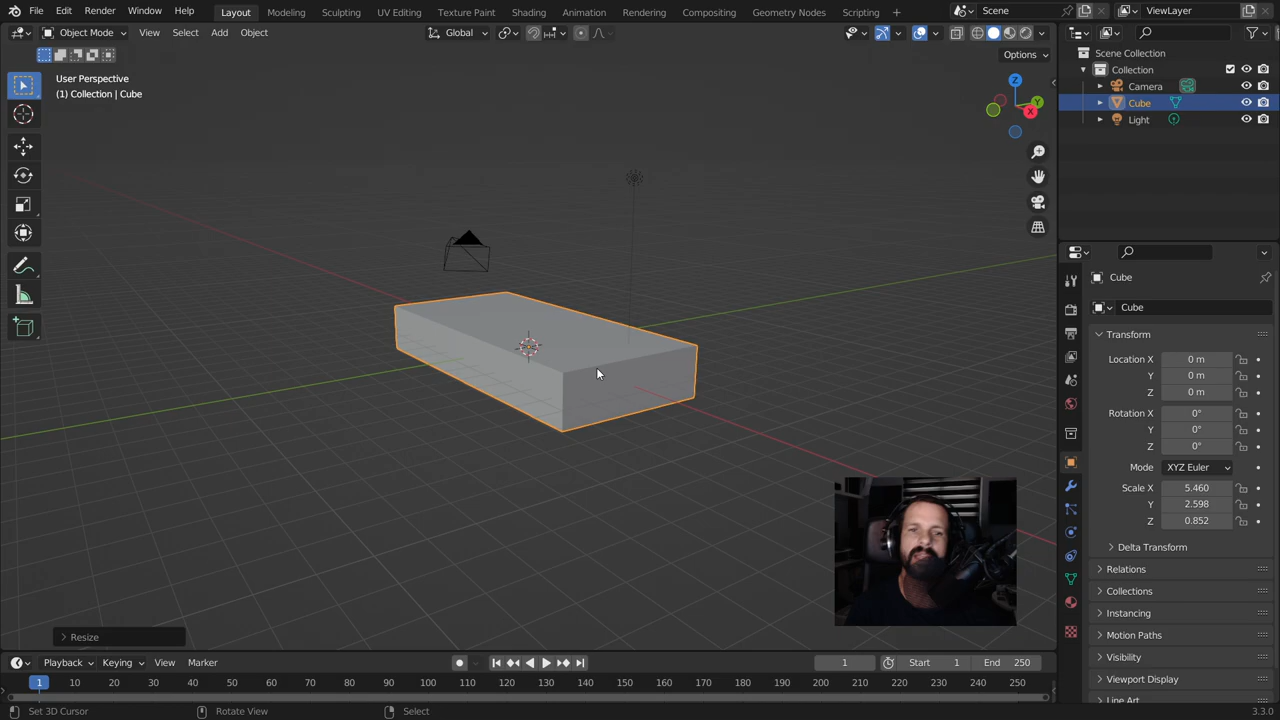 File Edit Render Window Help Layout Modeling Sculpting UV Editing Texture Paint Shading Animation Rendering Compositing Geometry Nodes Scripting + Scene ViewLayer
Object Mode View Select Add Object Global
Options
User Perspective
(1) Collection | Cube
Z
Y
X
Scene Collection
Collection
Camera
Cube
Light
Cube
Cube
Transform
Location X 0 m
Y 0 m
Z 0 m
Rotation X 0°
Y 0°
Z 0°
Mode XYZ Euler
Scale X 5.460
Y 2.598
Z 0.852
Delta Transform
Relations
Collections
Instancing
Motion Paths
Visibility
Viewport Display
Line Art
Resize
Playback Keying View Marker 1 Start 1 End 250
1 10 20 30 40 50 60 70 80 90 100 110 120 130 140 150 160 170 180 190 200 210 220 230 240 250
Set 3D Cursor Rotate View Select 3.3.0